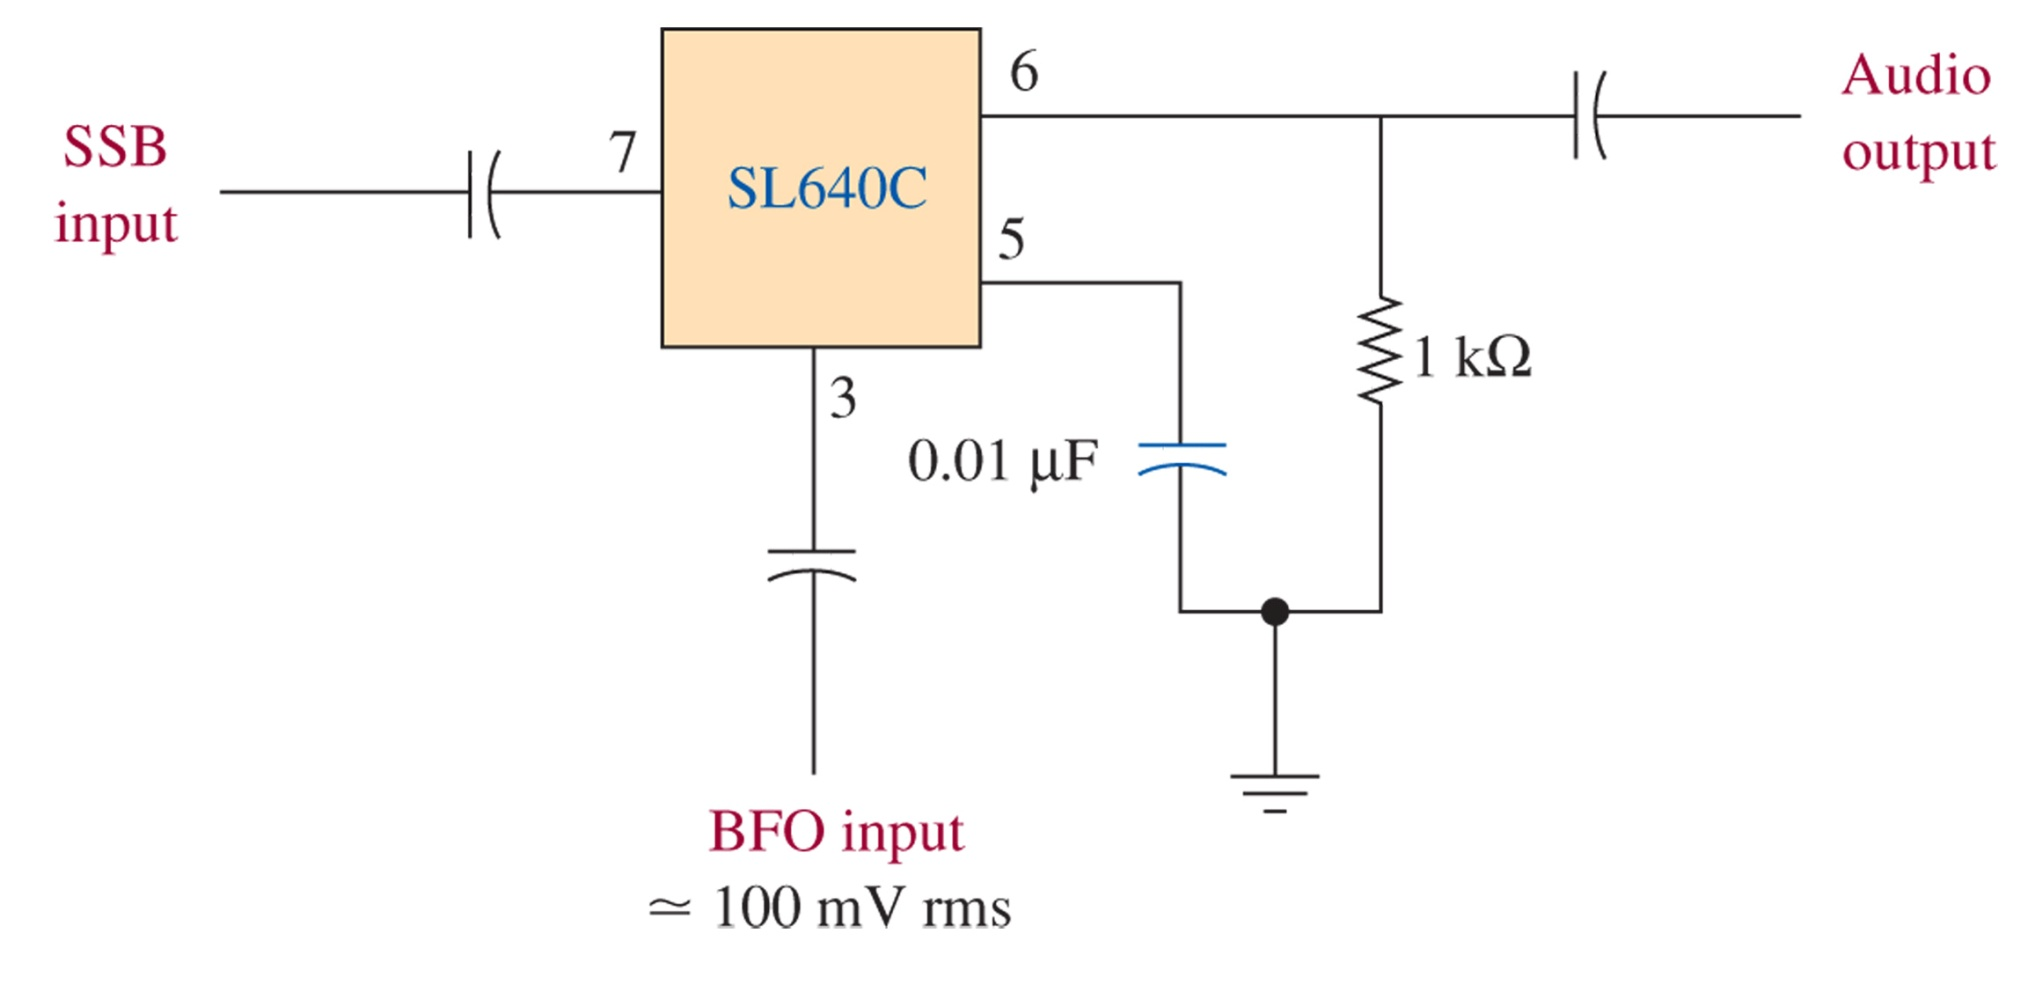 SSB
input
7
SL640C
6
5
3
Audio
output
1 kΩ
0.01 µF
BFO input
≃ 100 mV rms